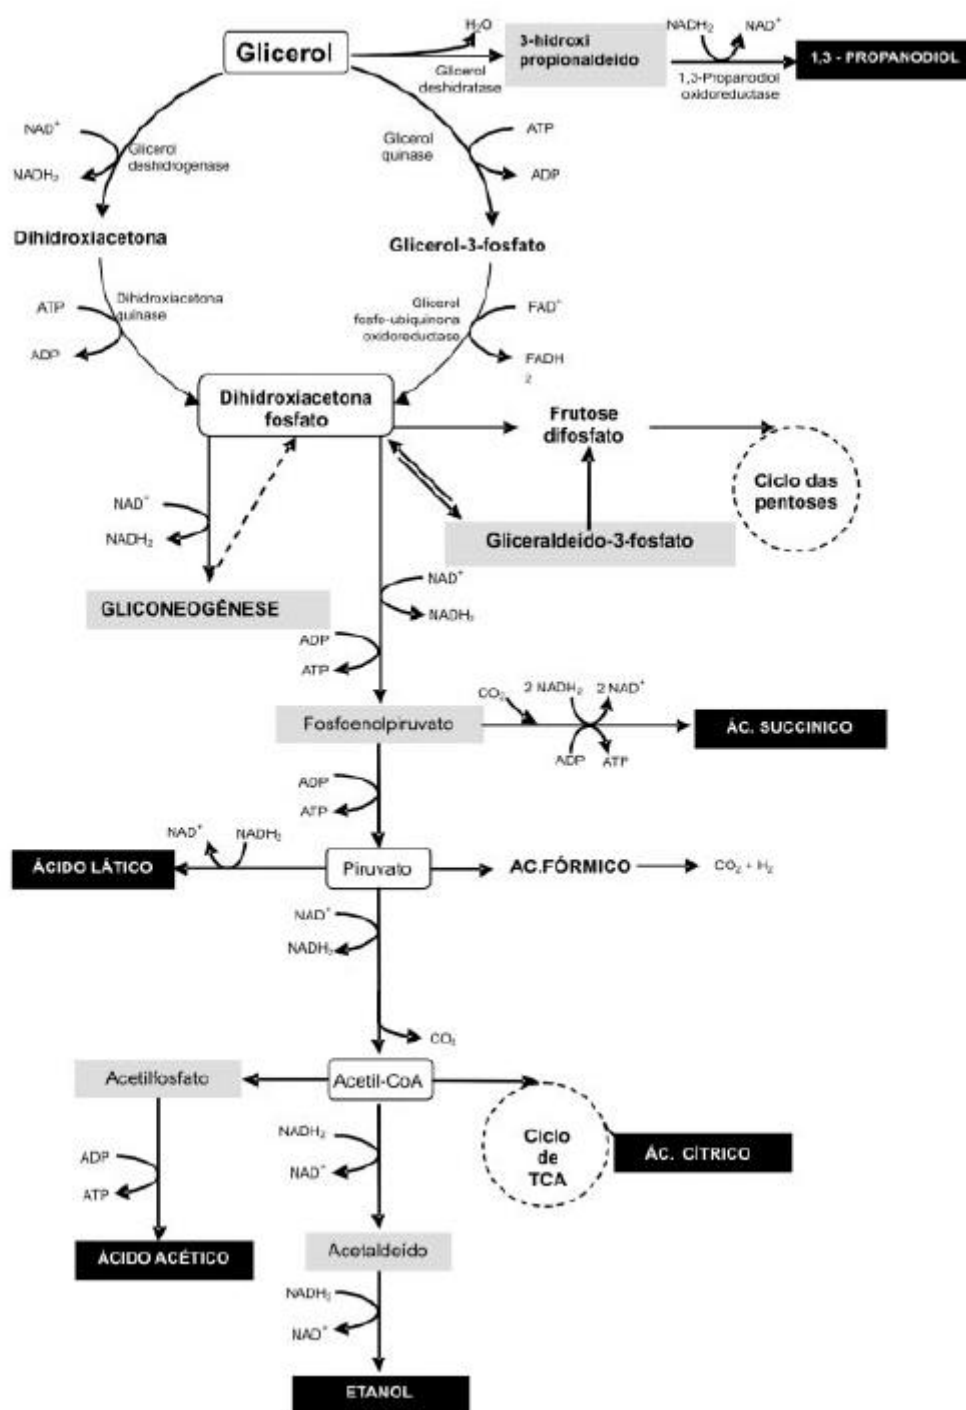 Glicerol
H₂O
Glicerol
deshidratase
3-hidroxi
propionaldeído
NADH₂
NAD⁺
1,3-Propanodiol
oxidoreductase
1,3 - PROPANODIOL
NAD⁺
NADH₂
Glicerol
deshidrogenase
Glicerol
quinase
ATP
ADP
Dihidroxiacetona
Glicerol-3-fosfato
ATP
ADP
Dihidroxiacetona
quinase
Glicerol
fosfo-ubiquinona
oxidoreductase
FAD⁺
FADH
2
Dihidroxiacetona
fosfato
Frutose
difosfato
Ciclo das
pentoses
NAD⁺
NADH₂
Gliceraldeido-3-fosfato
GLICONEOGÊNESE
NAD⁺
NADH₂
ADP
ATP
Fosfoenolpiruvato
CO₂
2 NADH₂
2 NAD⁺
ADP
ATP
ÁC. SUCCINICO
ADP
ATP
ÁCIDO LÁTICO
NAD⁺
NADH₂
Piruvato
AC.FÓRMICO
CO₂ + H₂
NAD⁺
NADH₂
CO₂
Acetilfosfato
Acetil-CoA
Ciclo
de
TCA
ÁC. CÍTRICO
ADP
ATP
NADH₂
NAD⁺
ÁCIDO ACÉTICO
Acetaldeído
NADH₂
NAD⁺
ETANOL